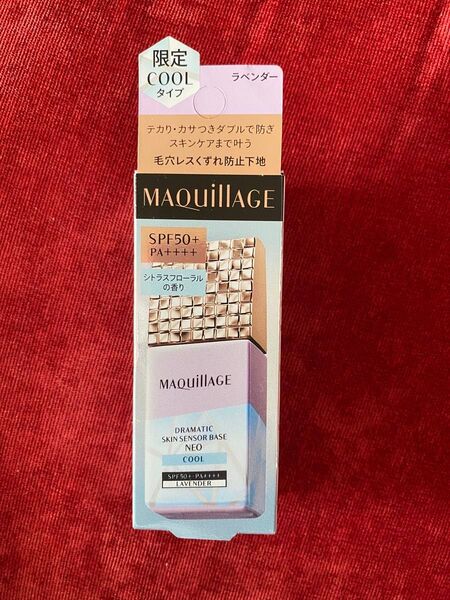 限定
COOL
タイプ
ラベンダー
テカリ・カサつきダブルで防ぎ
スキンケアまで叶う
毛穴レスくずれ防止下地
MAQuillAGE
SPF50+
PA++++
シトラスフローラル
の香り
MAQuillAGE
DRAMATIC
SKIN SENSOR BASE
NEO
COOL
SPF50+・PA++++
LAVENDER